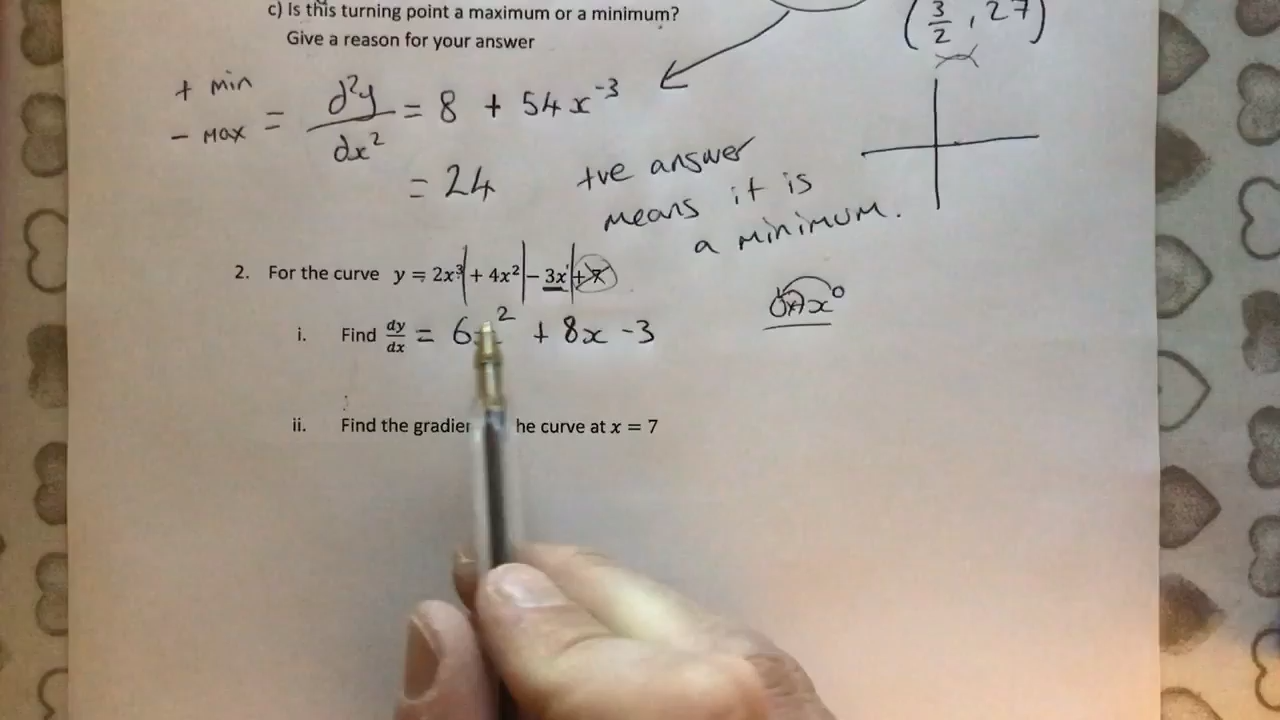 c) Is this turning point a maximum or a minimum?
Give a reason for your answer
(3/2, 27)
+ min
- max = d²y/dx² = 8 + 54x⁻³
= 24
+ve answer
means it is
a minimum.
2. For the curve y = 2x³ + 4x² - 3x + 7
x⁰
i. Find dy/dx = 6 ² + 8x - 3
ii. Find the he curve at x = 7